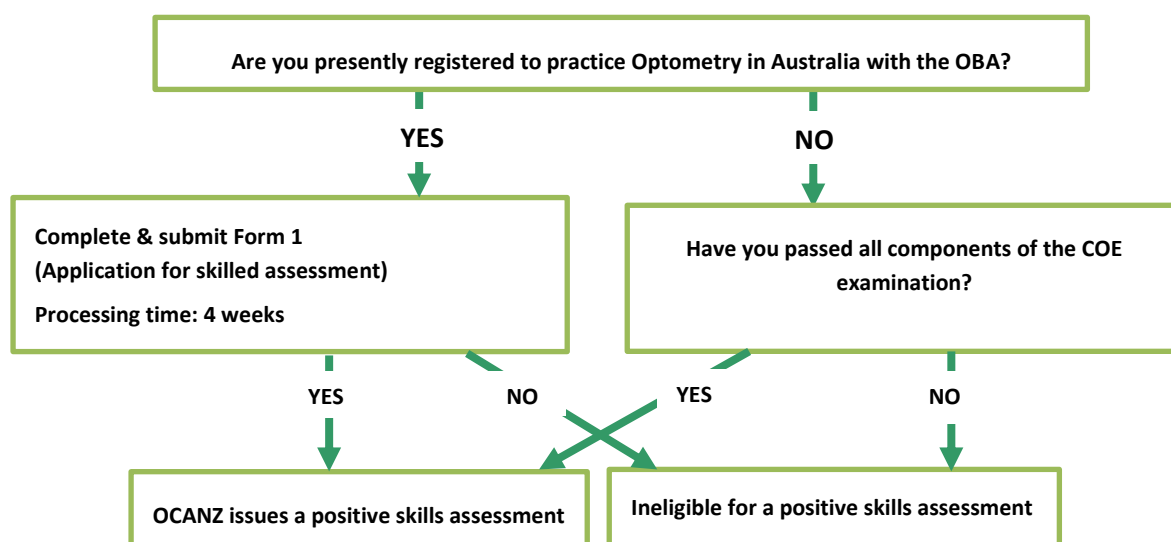 Are you presently registered to practice Optometry in Australia with the OBA?
YES
NO
Complete & submit Form 1
(Application for skilled assessment)
Processing time: 4 weeks
Have you passed all components of the COE
examination?
YES
NO
YES
NO
OCANZ issues a positive skills assessment
Ineligible for a positive skills assessment